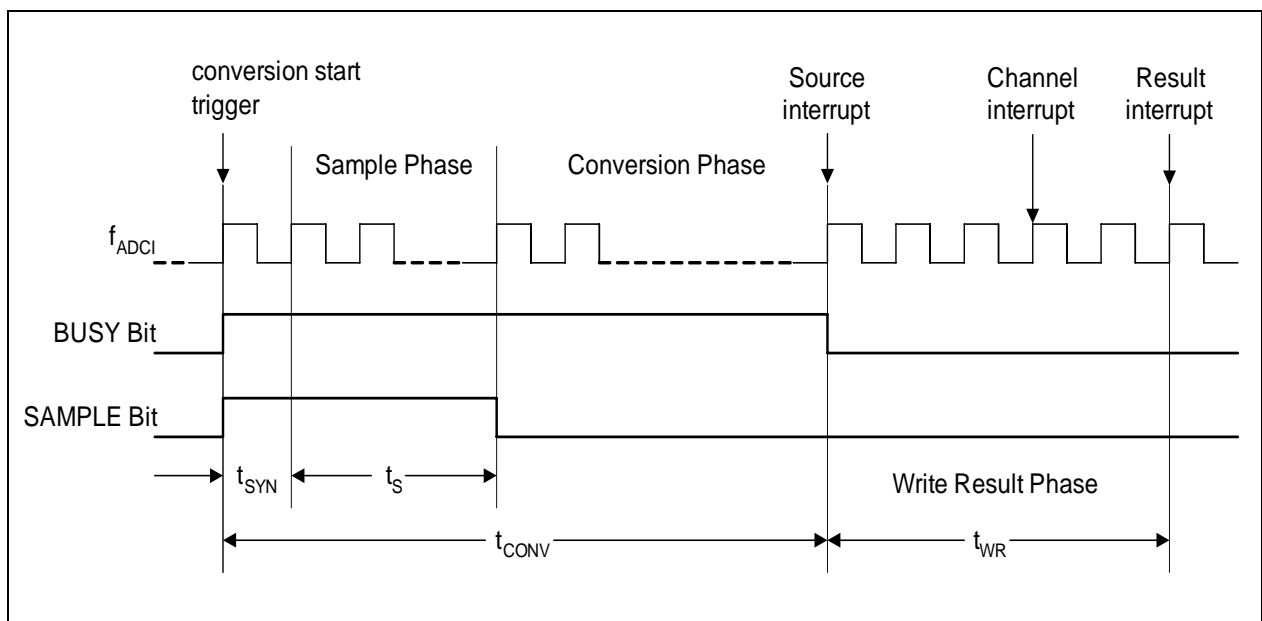 conversion start
trigger
Source
interrupt
Channel
interrupt
Result
interrupt
Sample Phase
Conversion Phase
fADCI
BUSY Bit
SAMPLE Bit
tSYN
tS
Write Result Phase
tCONV
tWR